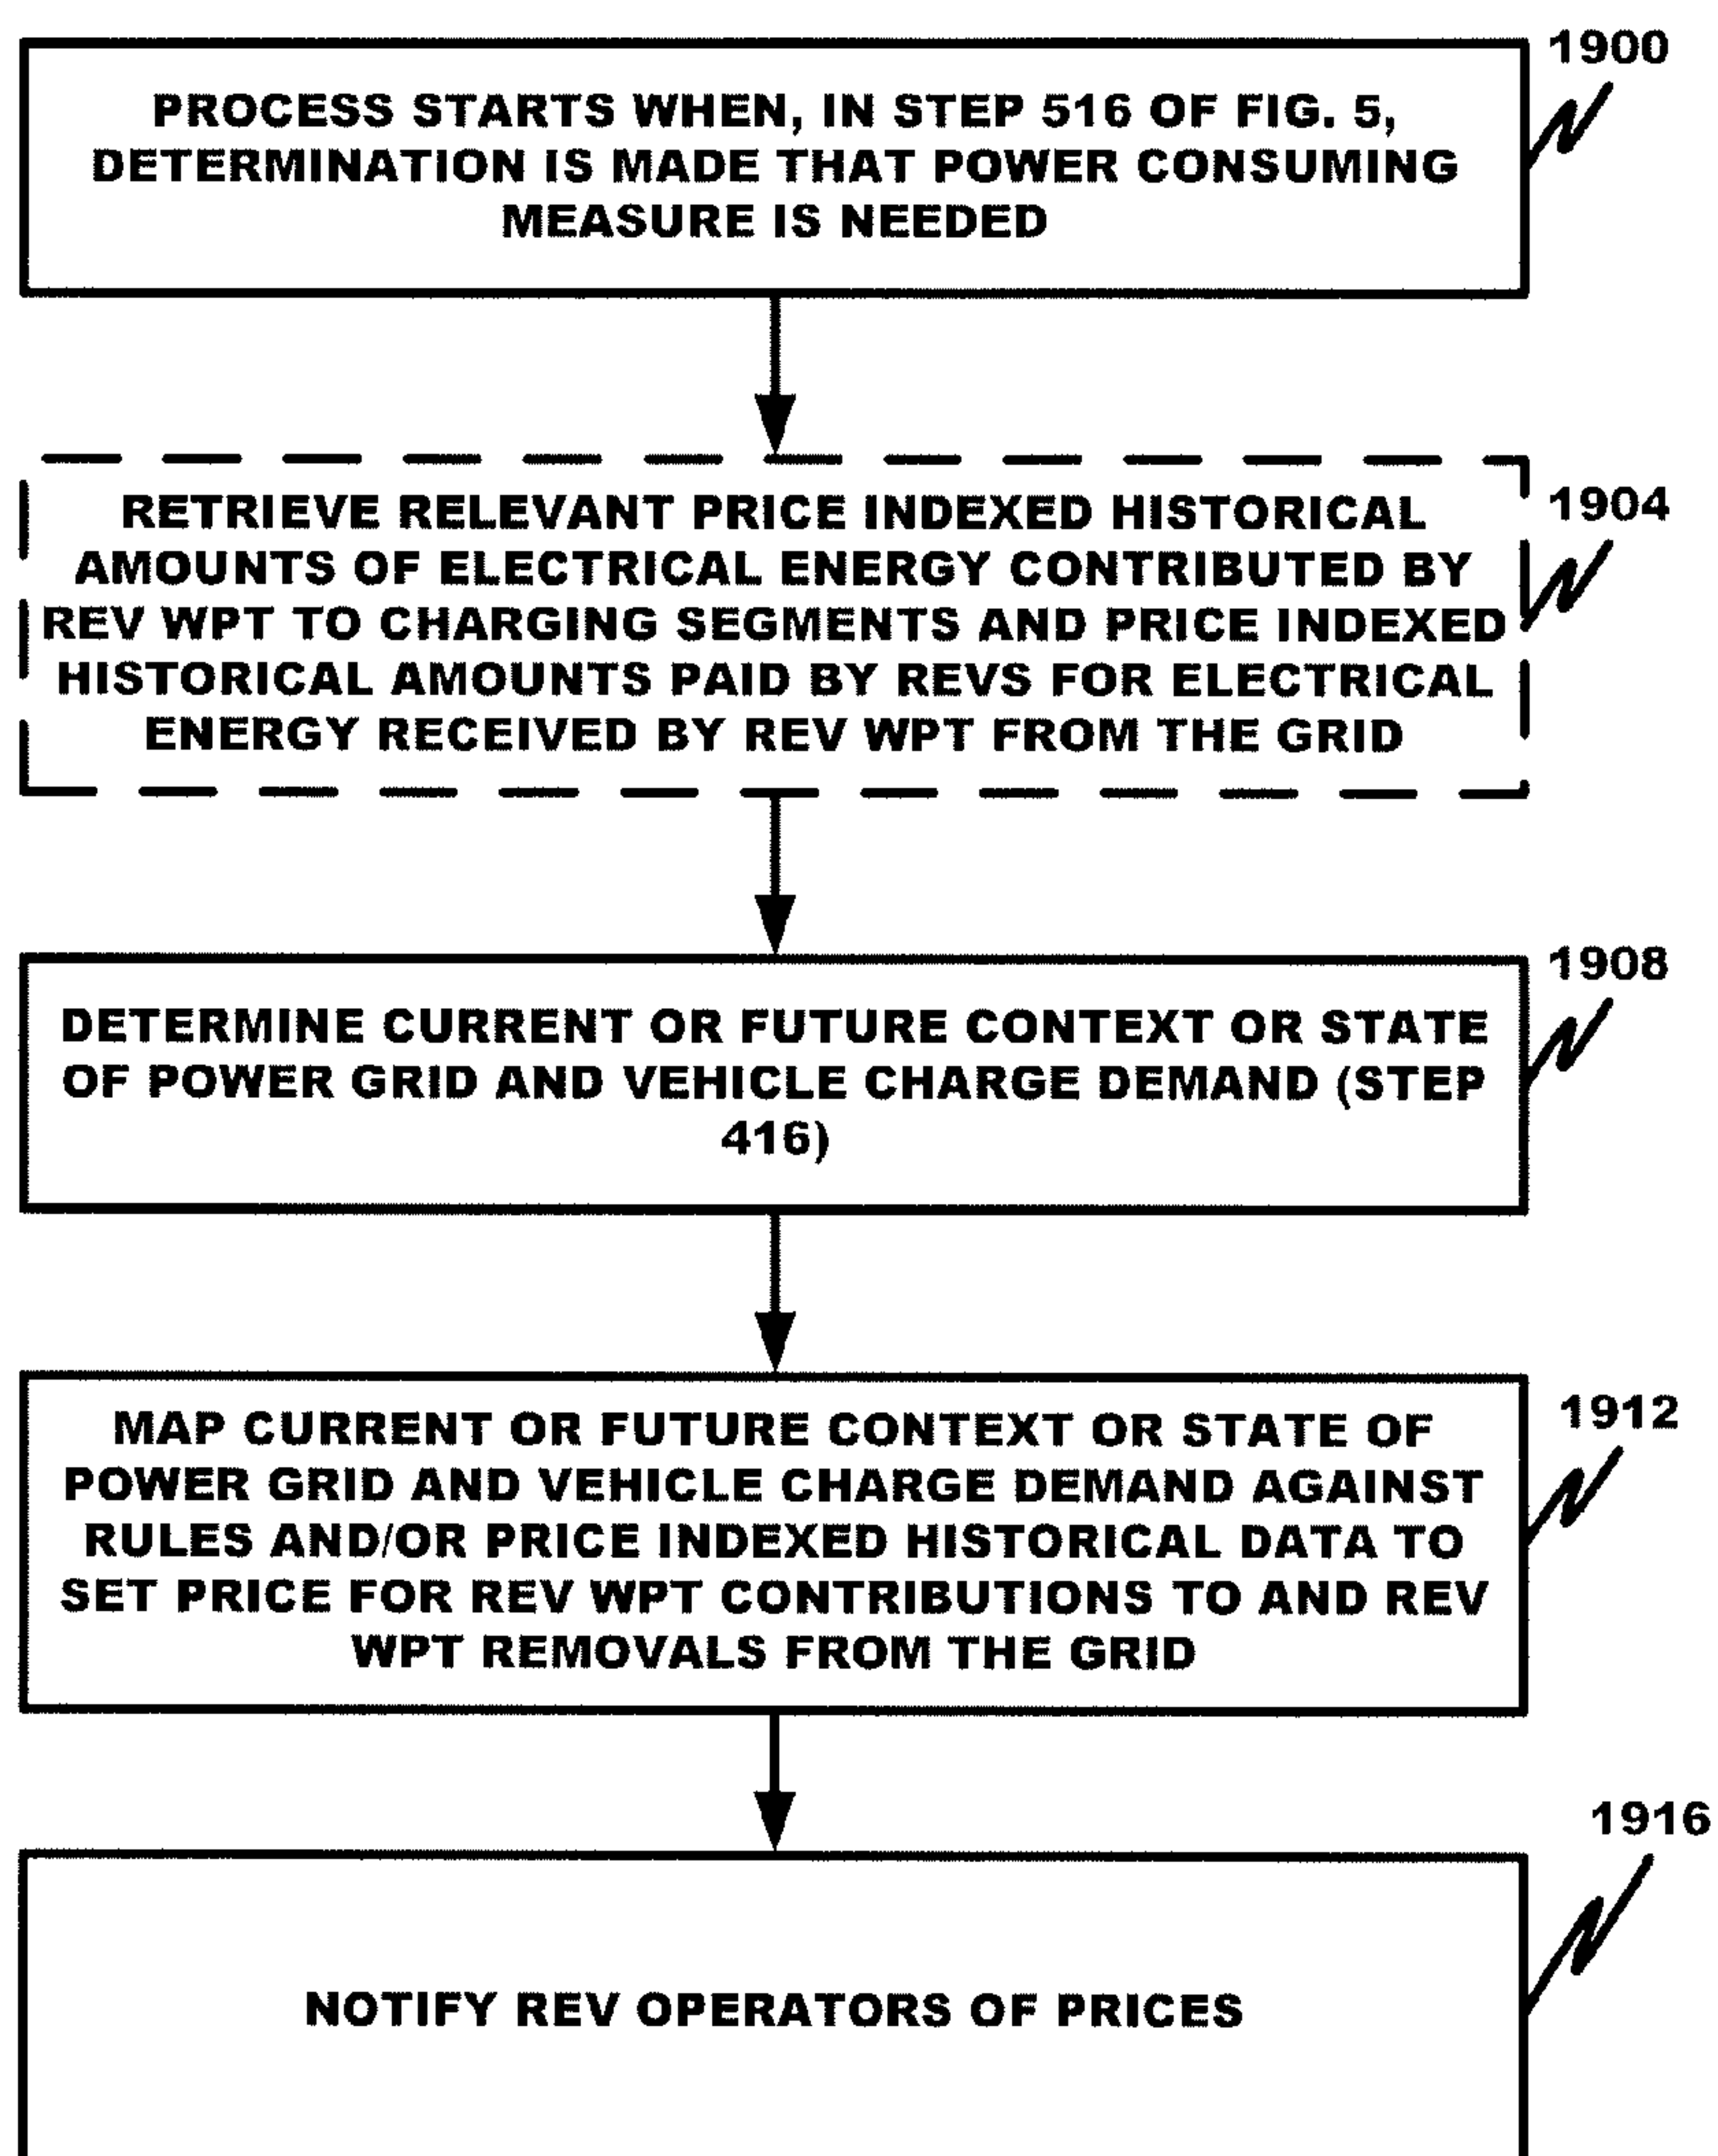 1900
PROCESS STARTS WHEN, IN STEP 516 OF FIG. 5,
DETERMINATION IS MADE THAT POWER CONSUMING
MEASURE IS NEEDED
1904
RETRIEVE RELEVANT PRICE INDEXED HISTORICAL
AMOUNTS OF ELECTRICAL ENERGY CONTRIBUTED BY
REV WPT TO CHARGING SEGMENTS AND PRICE INDEXED
HISTORICAL AMOUNTS PAID BY REVS FOR ELECTRICAL
ENERGY RECEIVED BY REV WPT FROM THE GRID
1908
DETERMINE CURRENT OR FUTURE CONTEXT OR STATE
OF POWER GRID AND VEHICLE CHARGE DEMAND (STEP
416)
1912
MAP CURRENT OR FUTURE CONTEXT OR STATE OF
POWER GRID AND VEHICLE CHARGE DEMAND AGAINST
RULES AND/OR PRICE INDEXED HISTORICAL DATA TO
SET PRICE FOR REV WPT CONTRIBUTIONS TO AND REV
WPT REMOVALS FROM THE GRID
1916
NOTIFY REV OPERATORS OF PRICES